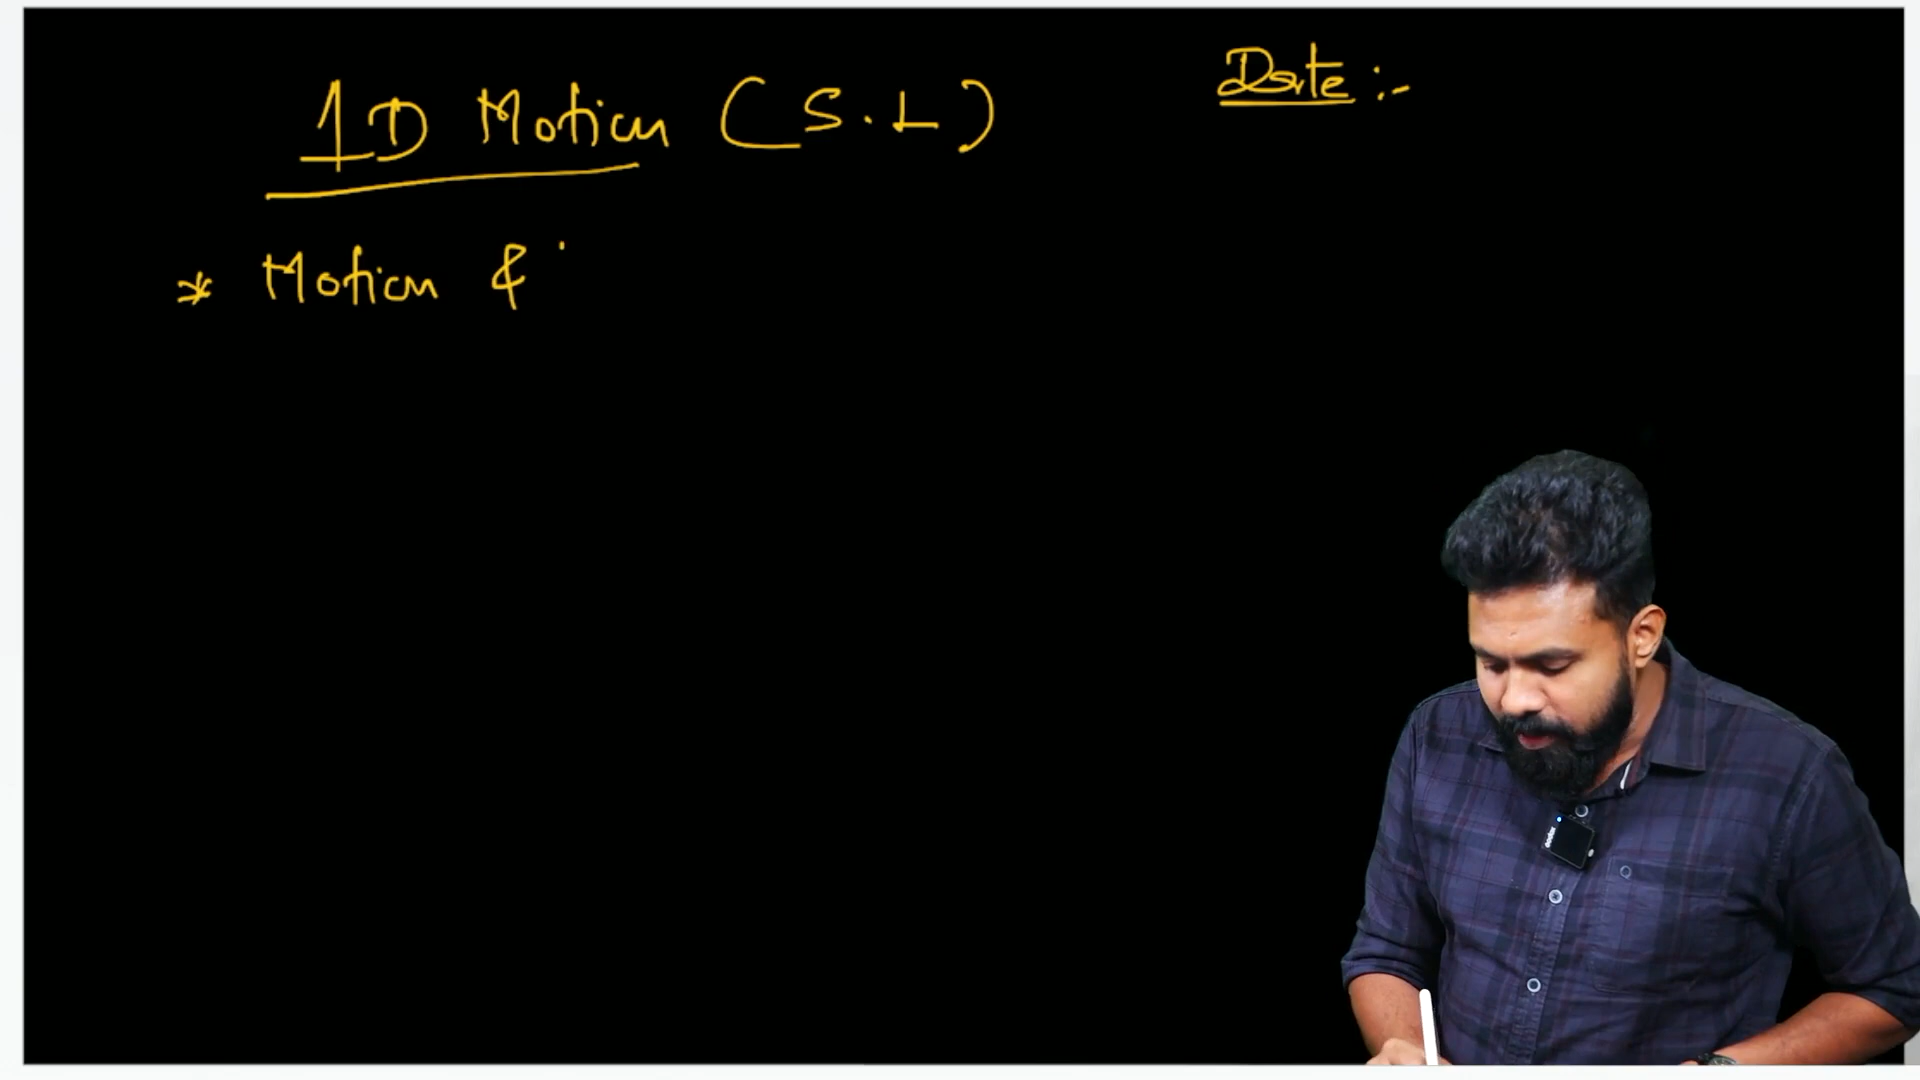 1D Motion (S.L)
Date :-
* Motion &